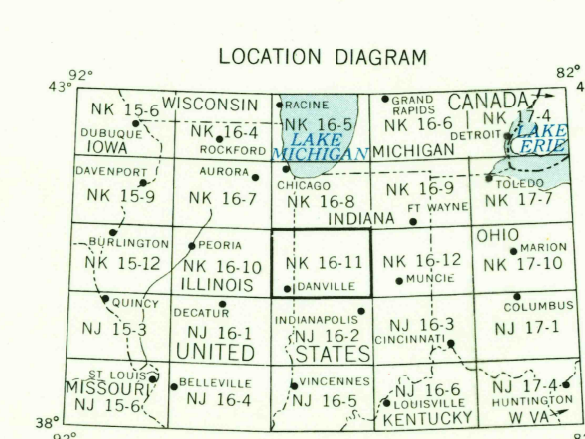 LOCATION DIAGRAM
92°
82°
43°
4
NK 15-6
WISCONSIN
DUBUQUE
IOWA
NK 16-4
ROCKFORD
RACINE
NK 16-5
LAKE
MICHIGAN
GRAND
RAPIDS
NK 16-6
MICHIGAN
CANADA
NK 17-4
DETROIT
LAKE
ERIE
DAVENPORT
NK 15-9
AURORA
NK 16-7
CHICAGO
NK 16-8
INDIANA
NK 16-9
FT WAYNE
TOLEDO
NK 17-7
BURLINGTON
NK 15-12
PEORIA
NK 16-10
ILLINOIS
NK 16-11
DANVILLE
NK 16-12
MUNCIE
OHIO
MARION
NK 17-10
QUINCY
NJ 15-3
DECATUR
NJ 16-1
UNITED
INDIANAPOLIS
NJ 16-2
STATES
NJ 16-3
CINCINNATI
COLUMBUS
NJ 17-1
ST LOUIS
MISSOURI
NJ 15-6
BELLEVILLE
NJ 16-4
VINCENNES
NJ 16-5
NJ 16-6
LOUISVILLE
KENTUCKY
NJ 17-4
HUNTINGTON
W VA
38°